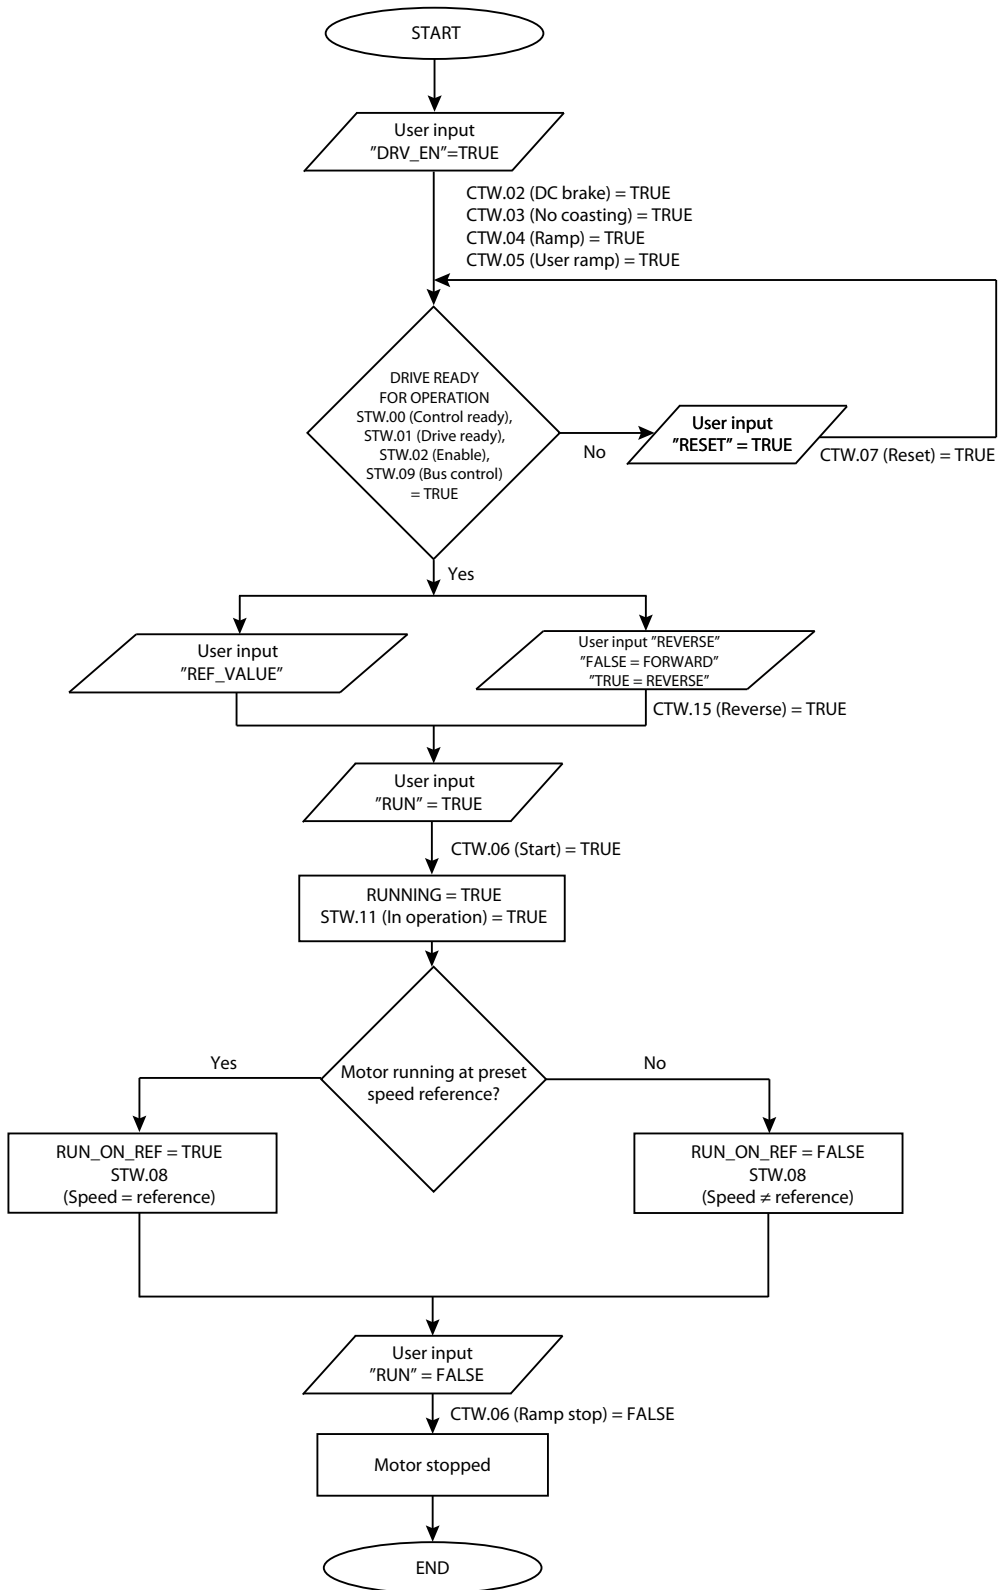 START
User input
"DRV_EN"=TRUE
CTW.02 (DC brake) = TRUE
CTW.03 (No coasting) = TRUE
CTW.04 (Ramp) = TRUE
CTW.05 (User ramp) = TRUE
DRIVE READY
FOR OPERATION
STW.00 (Control ready),
STW.01 (Drive ready),
STW.02 (Enable),
STW.09 (Bus control)
= TRUE
No
User input
"RESET" = TRUE
CTW.07 (Reset) = TRUE
Yes
User input
"REF_VALUE"
User input "REVERSE"
"FALSE = FORWARD"
"TRUE = REVERSE"
CTW.15 (Reverse) = TRUE
User input
"RUN" = TRUE
CTW.06 (Start) = TRUE
RUNNING = TRUE
STW.11 (In operation) = TRUE
Motor running at preset
speed reference?
Yes
No
RUN_ON_REF = TRUE
STW.08
(Speed = reference)
RUN_ON_REF = FALSE
STW.08
(Speed ≠ reference)
User input
"RUN" = FALSE
CTW.06 (Ramp stop) = FALSE
Motor stopped
END